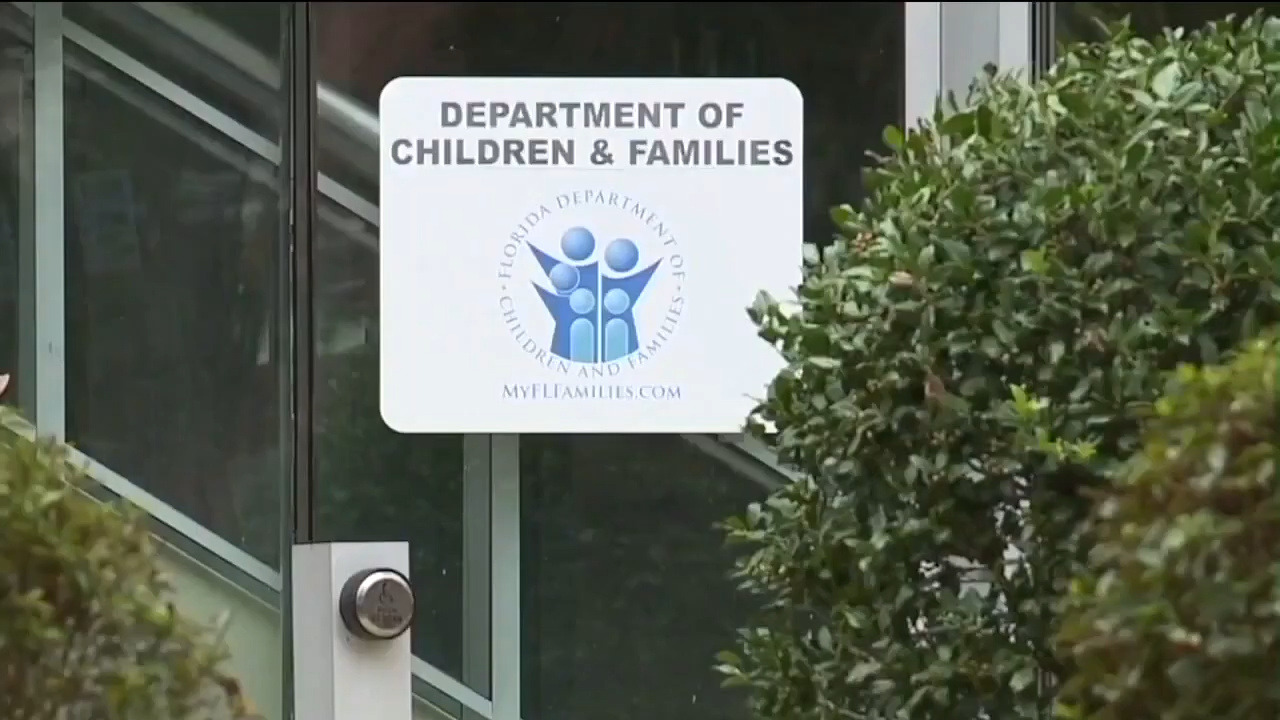 DEPARTMENT OF
CHILDREN & FAMILIES
FLORIDA DEPARTMENT OF
• CHILDREN AND FAMILIES •
MYFLFAMILIES.COM